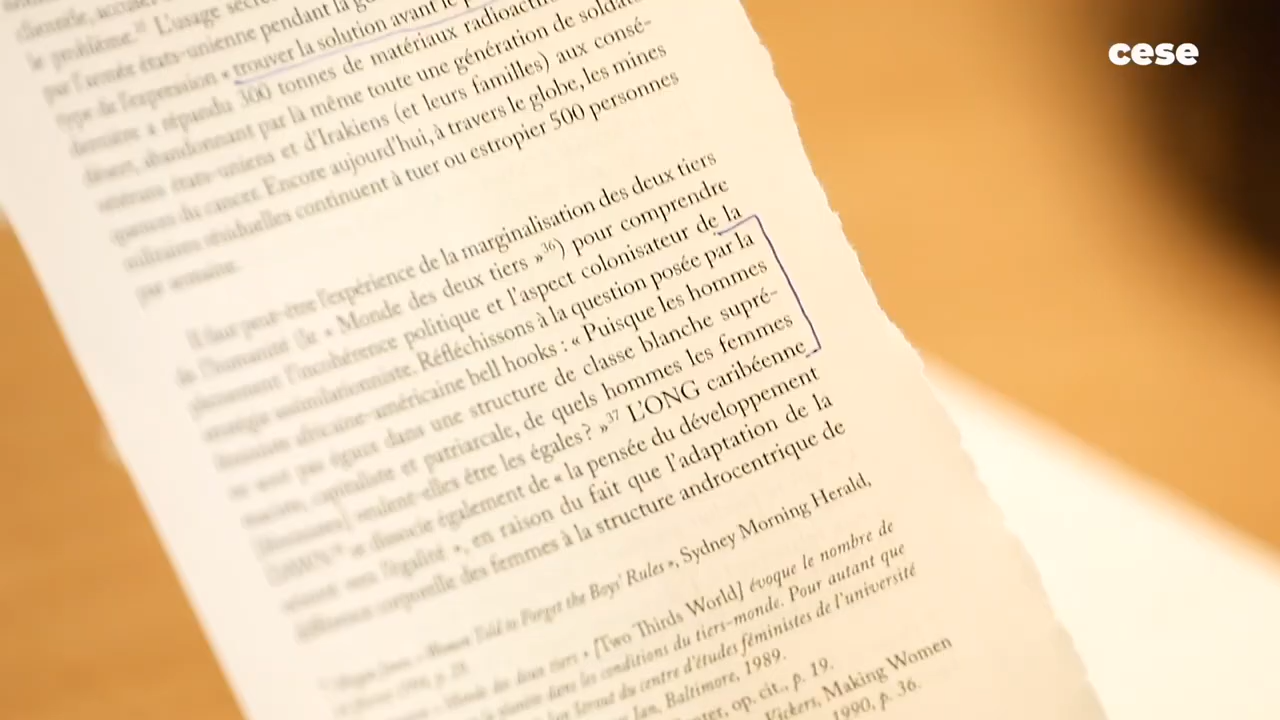 cese
le problème.
L'usage
par l'armée états-unienne pendant la
type de l'expression « trouver la solution avant le
dernière a répandu 300 tonnes de matériaux
désert, abandonnant par là même toute une génération de soldats
vétérans états-uniens et d'Irakiens (et leurs familles) aux consé-
quences du cancer. Encore aujourd'hui, à travers le globe, les mines
militaires résiduelles continuent à tuer ou estropier 500 personnes
par semaine.
Il faut peut-être l'expérience de la marginalisation des deux tiers
de l'humanité (le « Monde des deux tiers »36) pour comprendre
pleinement l'incohérence politique et l'aspect colonisateur de la
stratégie assimilationniste. Réfléchissons à la question posée par la
féministe africaine-américaine bell hooks : « Puisque les hommes
ne sont pas égaux dans une structure de classe blanche supré-
maciste, capitaliste et patriarcale, de quels hommes les femmes
veulent-elles être les égales ? »37 L'ONG caribéenne
se dissocie également de « la pensée du développement
vers l'égalité », en raison du fait que l'adaptation de la
différence corporelle des femmes à la structure androcentrique de
« Women Told to Forget the Boys' Rules », Sydney Morning Herald,
deux tiers » [Two Thirds World] évoque le nombre de
dans les conditions du tiers-monde. Pour autant que
du centre d'études féministes de l'université
Baltimore, 1989.
op. cit., p. 19.
Vickers, Making Women
1990, p. 36.